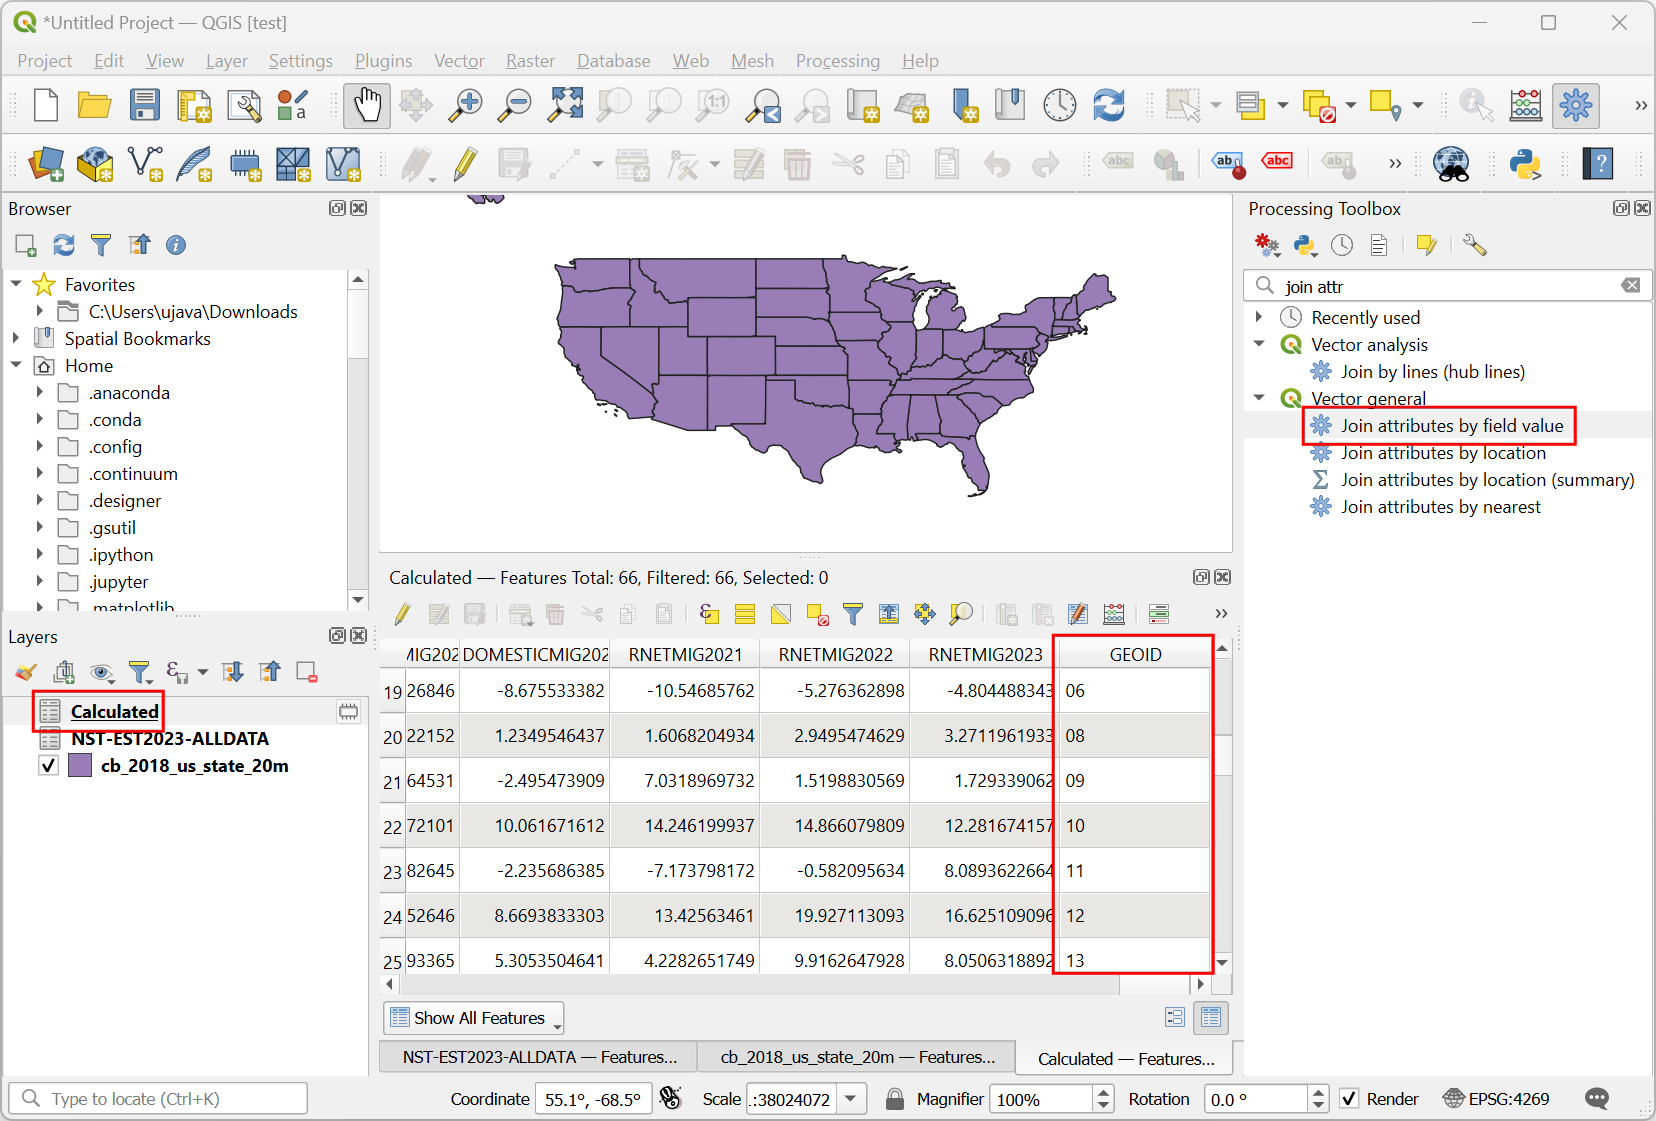 *Untitled Project — QGIS [test]
Project Edit View Layer Settings Plugins Vector Raster Database Web Mesh Processing Help
Browser
Favorites
C:\Users\ujava\Downloads
Spatial Bookmarks
Home
.anaconda
.conda
.config
.continuum
.designer
.gsutil
.ipython
.jupyter
.matplotlib
Layers
Calculated
NST-EST2023-ALLDATA
cb_2018_us_state_20m
Calculated — Features Total: 66, Filtered: 66, Selected: 0
MIG202 DOMESTICMIG202 RNETMIG2021 RNETMIG2022 RNETMIG2023 GEOID
19 26846 -8.675533382 -10.54685762 -5.276362898 -4.804488343 06
20 22152 1.2349546437 1.6068204934 2.9495474629 3.2711961933 08
21 64531 -2.495473909 7.0318969732 1.5198830569 1.729339062 09
22 72101 10.061671612 14.246199937 14.866079809 12.281674157 10
23 82645 -2.235686385 -7.173798172 -0.582095634 8.0893622664 11
24 52646 8.6693833303 13.42563461 19.927113093 16.625109096 12
25 93365 5.3053504641 4.2282651749 9.9162647928 8.0506318892 13
Show All Features
NST-EST2023-ALLDATA — Features... cb_2018_us_state_20m — Features... Calculated — Features...
Processing Toolbox
join attr
Recently used
Vector analysis
Join by lines (hub lines)
Vector general
Join attributes by field value
Join attributes by location
Join attributes by location (summary)
Join attributes by nearest
Type to locate (Ctrl+K) Coordinate 55.1°, -68.5° Scale .:38024072 Magnifier 100% Rotation 0.0 ° Render EPSG:4269